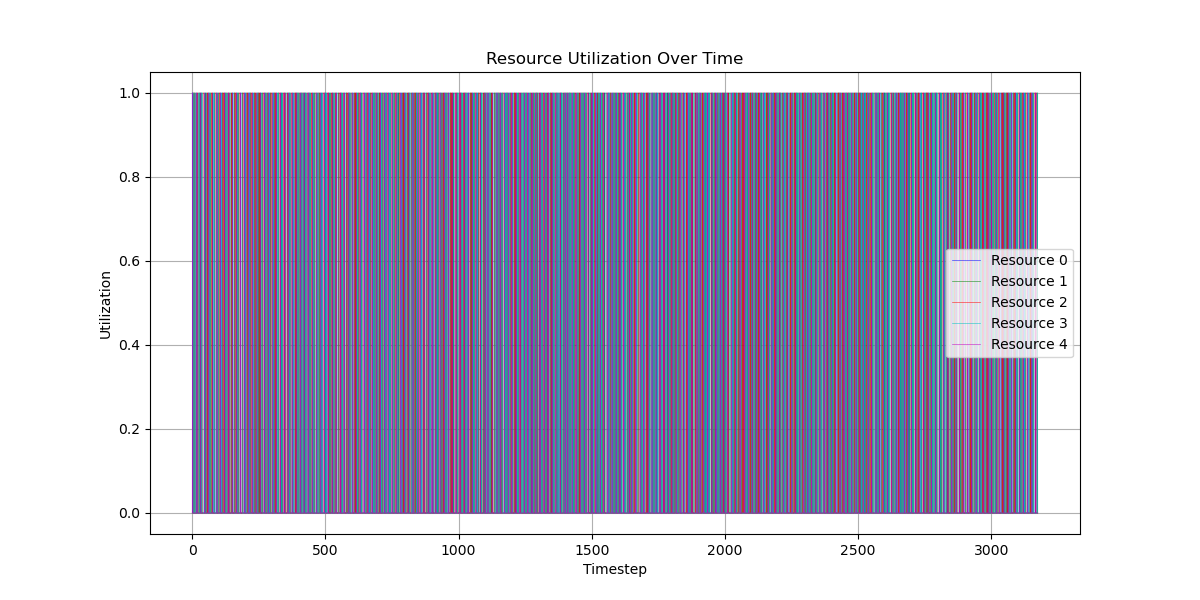 Resource Utilization Over Time
1.0
0.8
0.6
0.4
0.2
0.0
Utilization
Resource 0
Resource 1
Resource 2
Resource 3
Resource 4
0 500 1000 1500 2000 2500 3000
Timestep